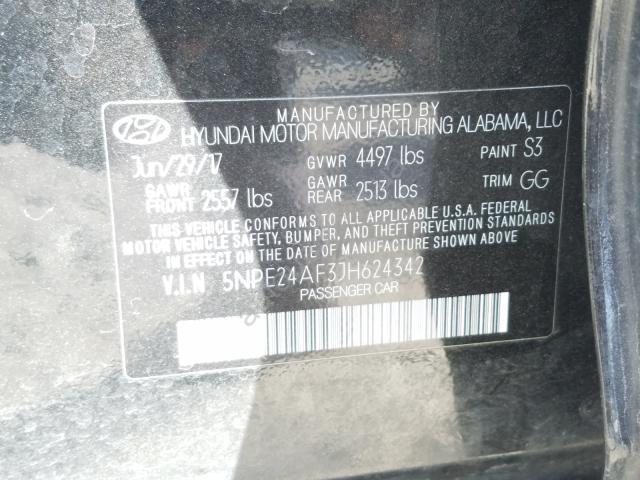 MANUFACTURED BY
HYUNDAI MOTOR MANUFACTURING ALABAMA, LLC
Jun/29/17 GVWR 4497 lbs PAINT S3
GAWR FRONT 2557 lbs GAWR REAR 2513 lbs TRIM GG
THIS VEHICLE CONFORMS TO ALL APPLICABLE U.S.A. FEDERAL
MOTOR VEHICLE SAFETY, BUMPER, AND THEFT PREVENTION STANDARDS
IN EFFECT ON THE DATE OF MANUFACTURE SHOWN ABOVE.
V.I.N 5NPE24AF3JH624342
PASSENGER CAR